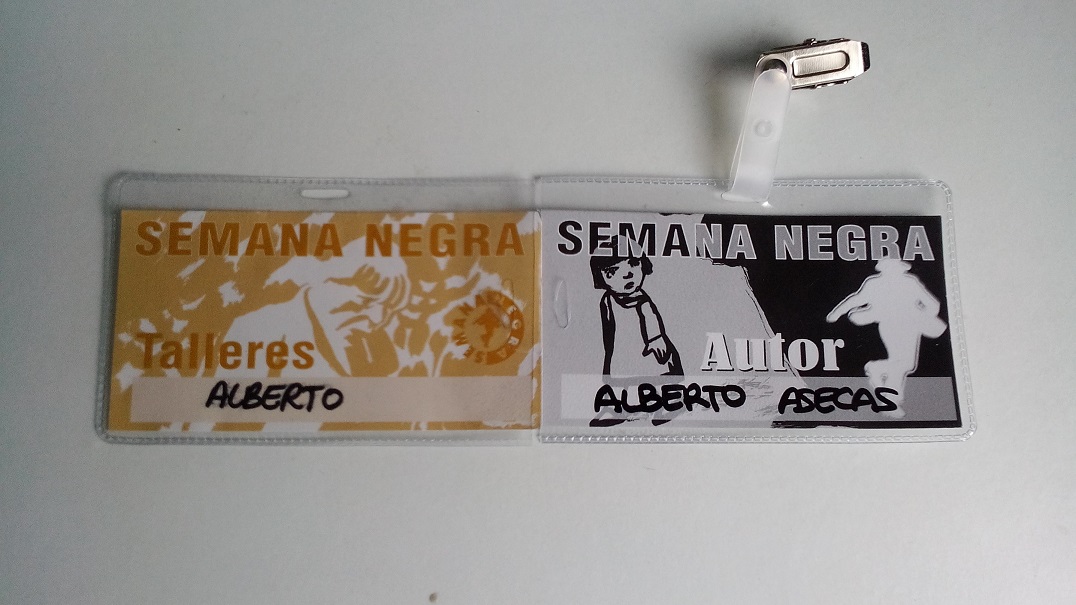 SEMANA NEGRA
Talleres
ALBERTO
SEMANA NEGRA
Autor
ALBERTO ASECAS